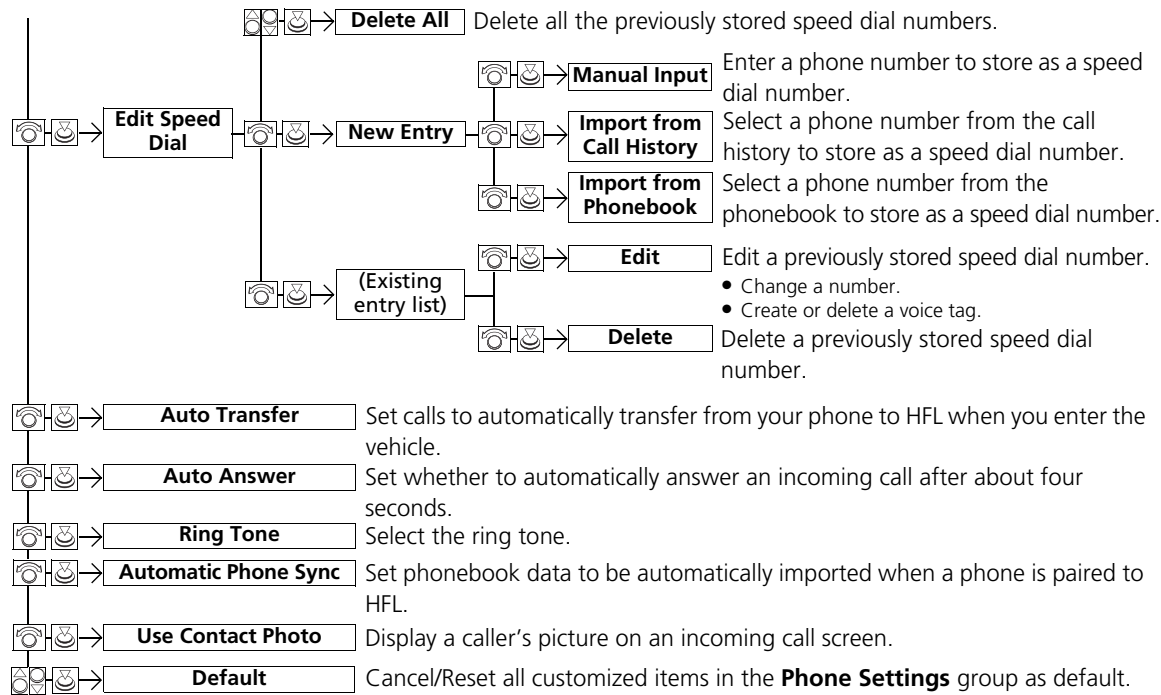 Delete All Delete all the previously stored speed dial numbers.
Manual Input Enter a phone number to store as a speed
dial number.
Edit Speed
Dial
New Entry
Import from
Call History
Select a phone number from the call
history to store as a speed dial number.
Import from
Phonebook
Select a phone number from the
phonebook to store as a speed dial number.
(Existing
entry list)
Edit Edit a previously stored speed dial number.
● Change a number.
● Create or delete a voice tag.
Delete Delete a previously stored speed dial
number.
Auto Transfer Set calls to automatically transfer from your phone to HFL when you enter the
vehicle.
Auto Answer Set whether to automatically answer an incoming call after about four
seconds.
Ring Tone Select the ring tone.
Automatic Phone Sync Set phonebook data to be automatically imported when a phone is paired to
HFL.
Use Contact Photo Display a caller’s picture on an incoming call screen.
Default Cancel/Reset all customized items in the Phone Settings group as default.